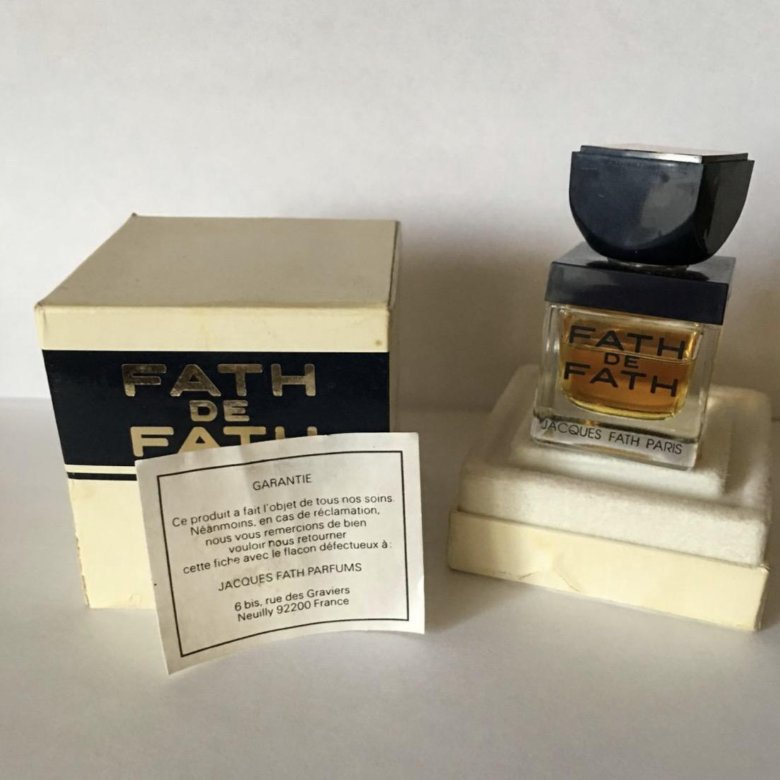 FATH
DE
FATH
GARANTIE
Ce produit a fait l'objet de tous nos soins.
Néanmoins, en cas de réclamation,
nous vous remercions de bien
vouloir nous retourner
cette fiche avec le flacon défectueux à :
JACQUES FATH PARFUMS
6 bis, rue des Graviers
Neuilly 92200 France
FATH
DE
FATH
JACQUES FATH PARIS